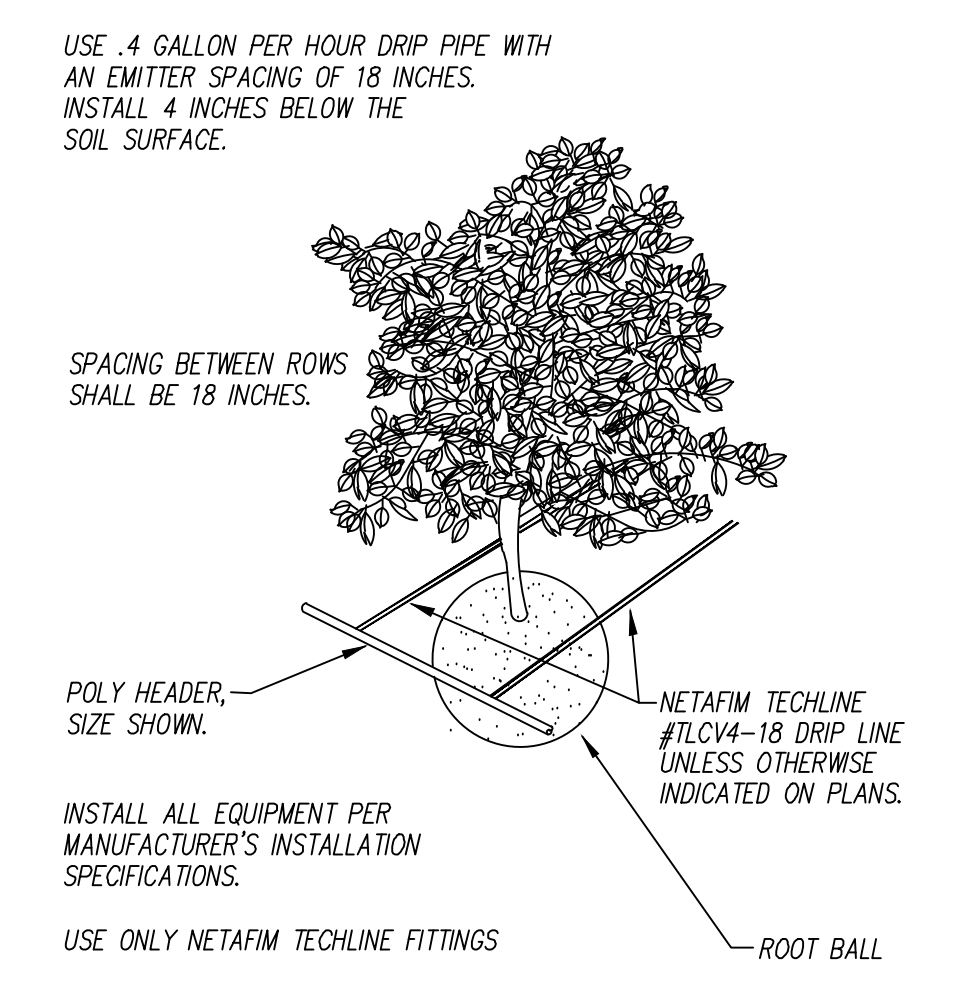 USE .4 GALLON PER HOUR DRIP PIPE WITH
AN EMITTER SPACING OF 18 INCHES.
INSTALL 4 INCHES BELOW THE
SOIL SURFACE.
SPACING BETWEEN ROWS
SHALL BE 18 INCHES.
POLY HEADER,
SIZE SHOWN.
NETAFIM TECHLINE
#TLCV4-18 DRIP LINE
UNLESS OTHERWISE
INDICATED ON PLANS.
INSTALL ALL EQUIPMENT PER
MANUFACTURER'S INSTALLATION
SPECIFICATIONS.
USE ONLY NETAFIM TECHLINE FITTINGS
ROOT BALL